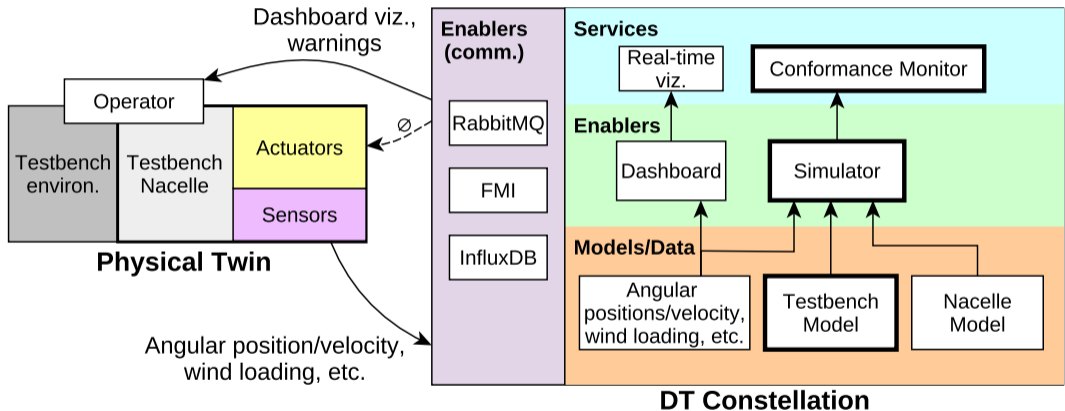 Dashboard viz.,
warnings
Operator
Testbench
environ.
Testbench
Nacelle
Actuators
Sensors
Physical Twin
∅
Angular position/velocity,
wind loading, etc.
Enablers
(comm.)
RabbitMQ
FMI
InfluxDB
Services
Real-time
viz.
Conformance Monitor
Enablers
Dashboard
Simulator
Models/Data
Angular
positions/velocity,
wind loading, etc.
Testbench
Model
Nacelle
Model
DT Constellation